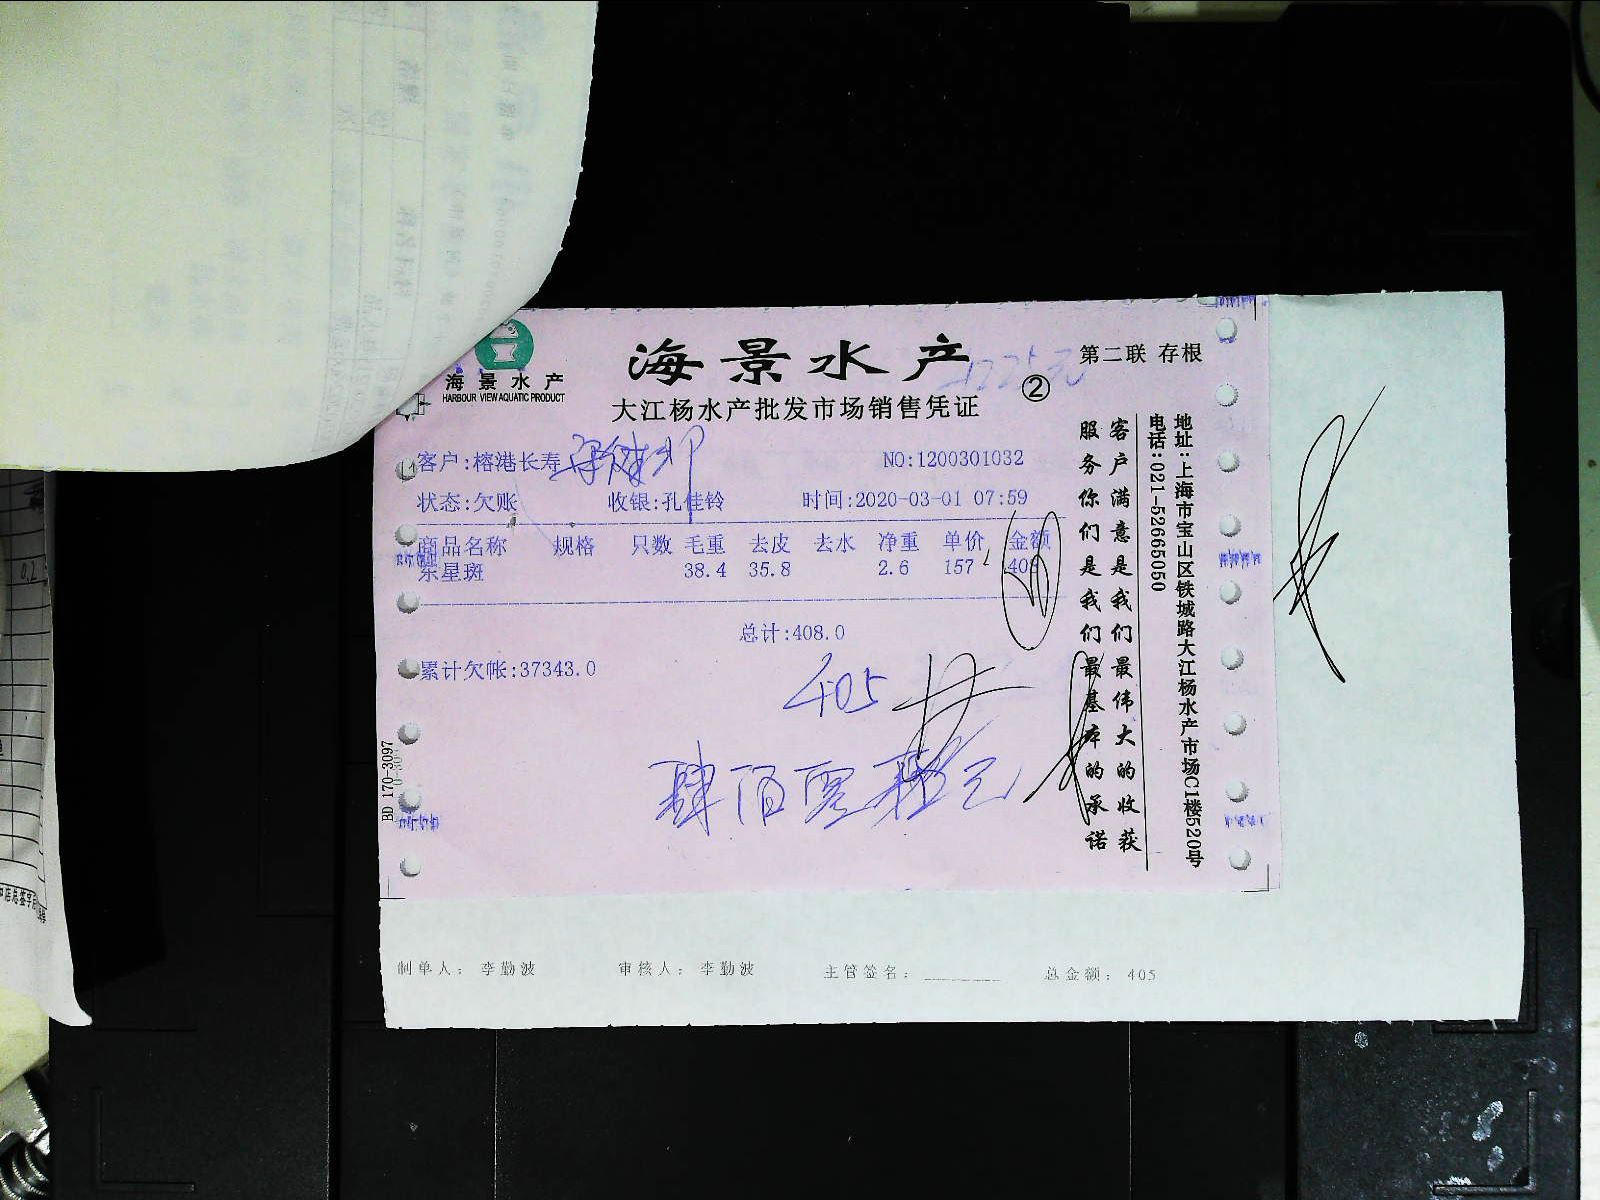 海景水产
HARBOUR VIEW AQUATIC PRODUCT
海景水产
大江杨水产批发市场销售凭证
②
第二联 存根
客户:榕港长寿
NO:1200301032
状态:欠账 收银:孔佳铃 时间:2020-03-01 07:59
商品名称 规格 只数 毛重 去皮 去水 净重 单价 金额
东星斑 38.4 35.8 2.6 157 408
总计:408.0
累计欠帐:37343.0
405
肆佰零 元
客户满意是我们最伟大的收获
服务你们是我们最基本的承诺
地址:上海市宝山区铁城路大江杨水产市场C1楼520号
电话:021-52665050
BD 170-3097
制单人: 李勤波 审核人: 李勤波 主管签名: 总金额: 405
0.2